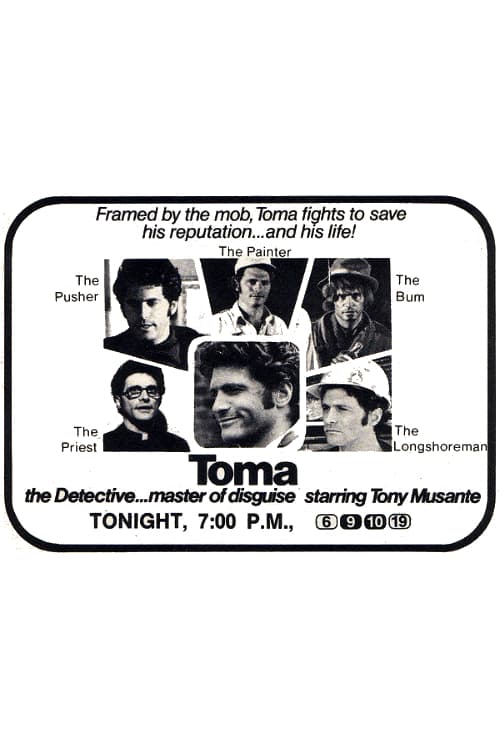 Framed by the mob, Toma fights to save
his reputation...and his life!
The Painter
The
Pusher
The
Bum
The
Priest
The
Longshoreman
Toma
the Detective...master of disguise starring Tony Musante
TONIGHT, 7:00 P.M., 6 9 10 19